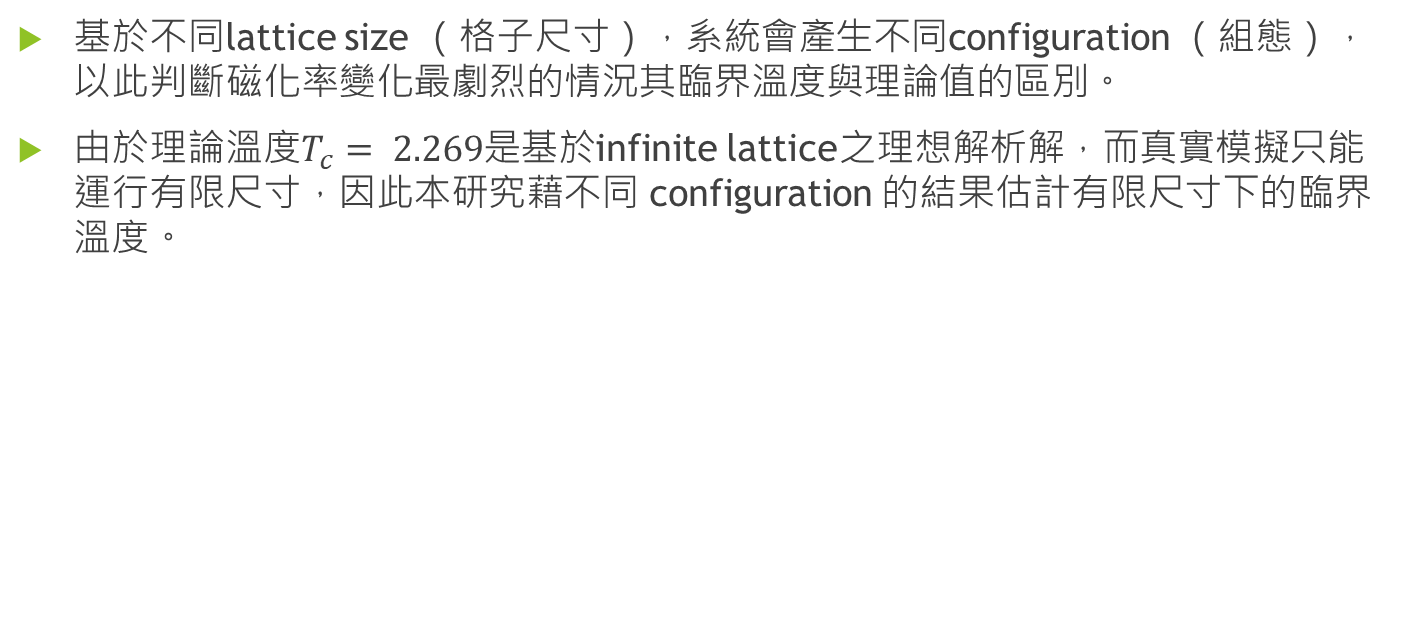 基於不同lattice size（格子尺寸），系統會產生不同configuration（組態），
以此判斷磁化率變化最劇烈的情況其臨界溫度與理論值的區別。
由於理論溫度T_c = 2.269是基於infinite lattice之理想解析解，而真實模擬只能
運行有限尺寸，因此本研究藉不同 configuration 的結果估計有限尺寸下的臨界
溫度。